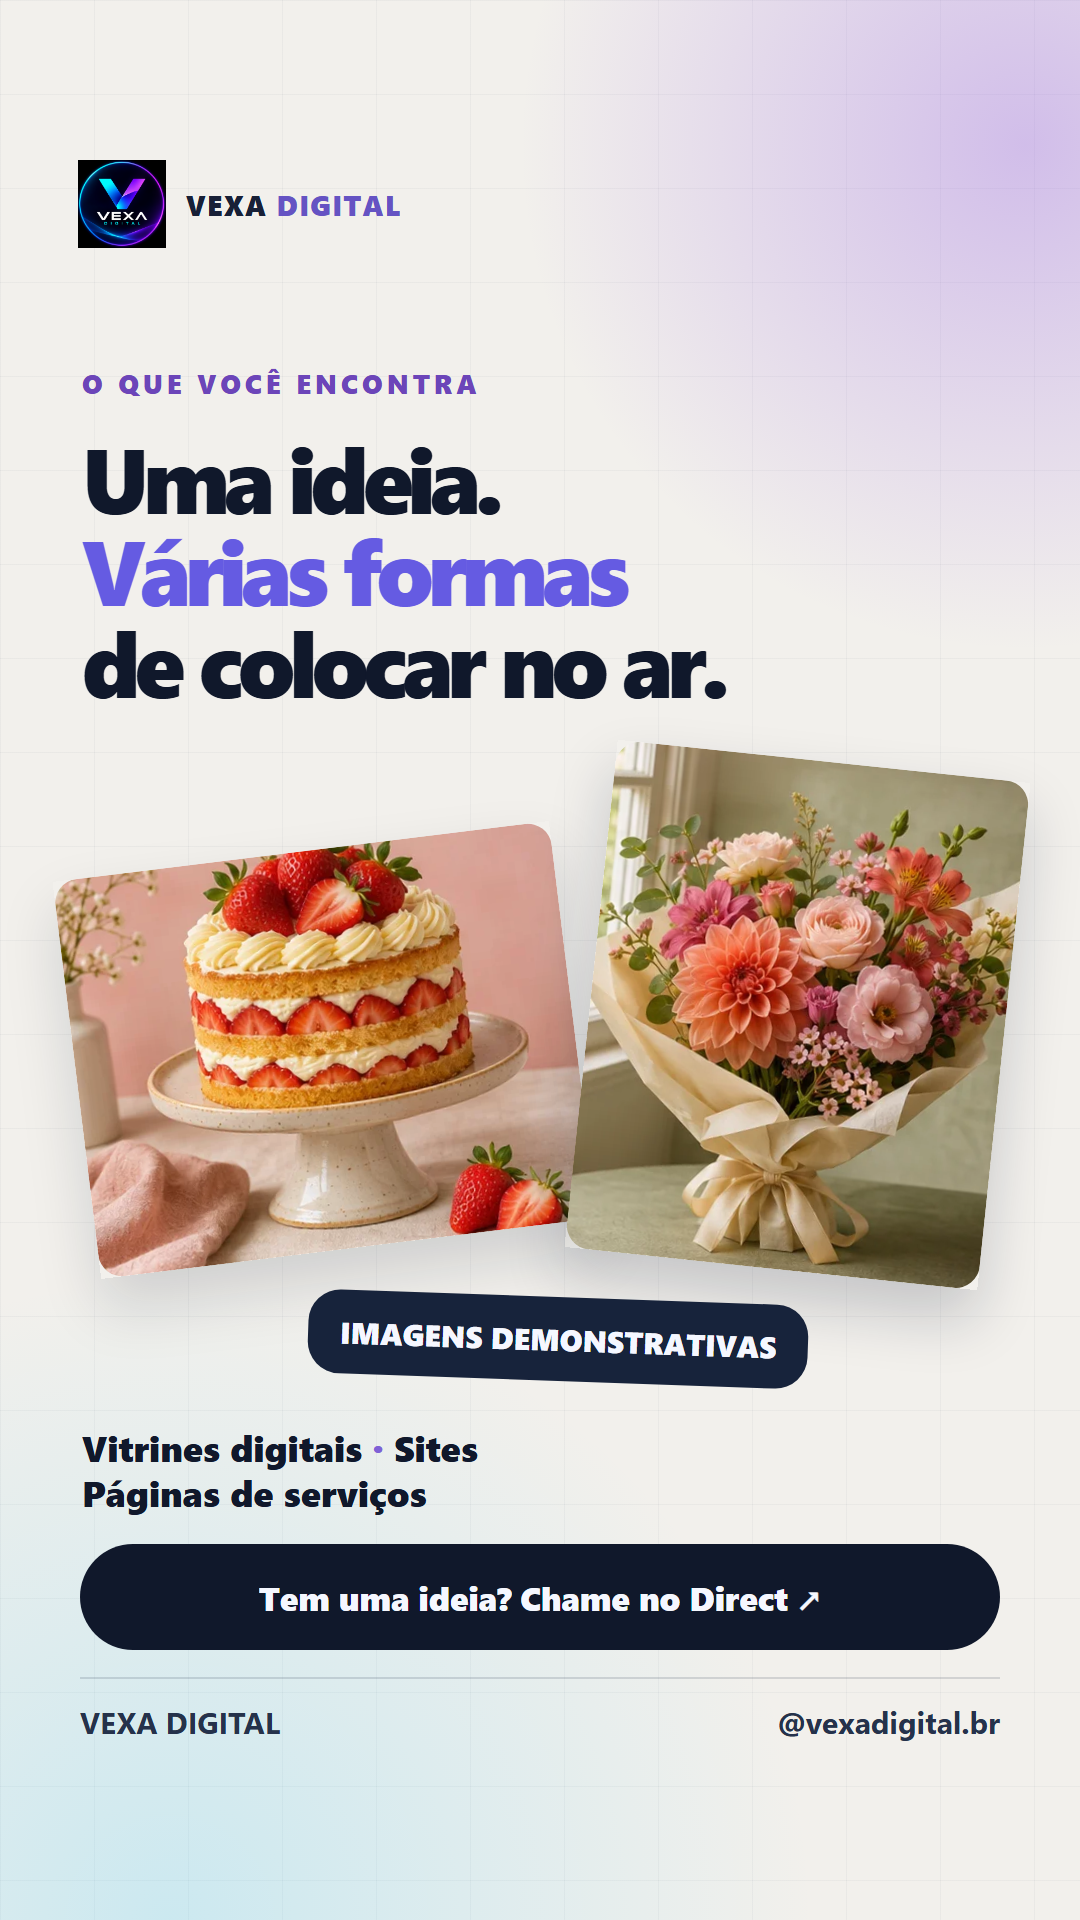 VEXA
DIGITAL
VEXA DIGITAL
O QUE VOCÊ ENCONTRA
Uma ideia.
Várias formas
de colocar no ar.
IMAGENS DEMONSTRATIVAS
Vitrines digitais · Sites
Páginas de serviços
Tem uma ideia? Chame no Direct ↗
VEXA DIGITAL
@vexadigital.br